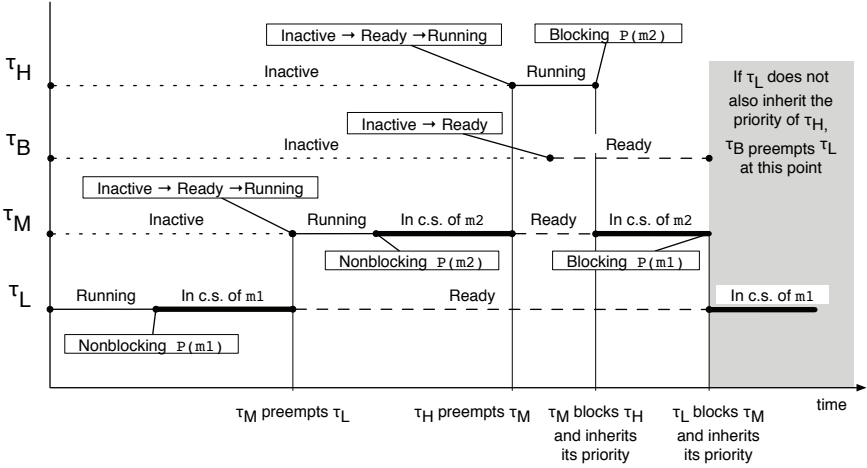 Inactive → Ready →Running
Blocking P(m2)
τH
Inactive
Running
If τL does not
also inherit the
priority of τH,
τB preempts τL
at this point
Inactive → Ready
τB
Inactive
Ready
Inactive → Ready →Running
τM
Inactive
Running
In c.s. of m2
Ready
In c.s. of m2
Nonblocking P(m2)
Blocking P(m1)
τL
Running
In c.s. of m1
Ready
In c.s. of m1
Nonblocking P(m1)
time
τM preempts τL
τH preempts τM
τM blocks τH
and inherits
its priority
τL blocks τM
and inherits
its priority